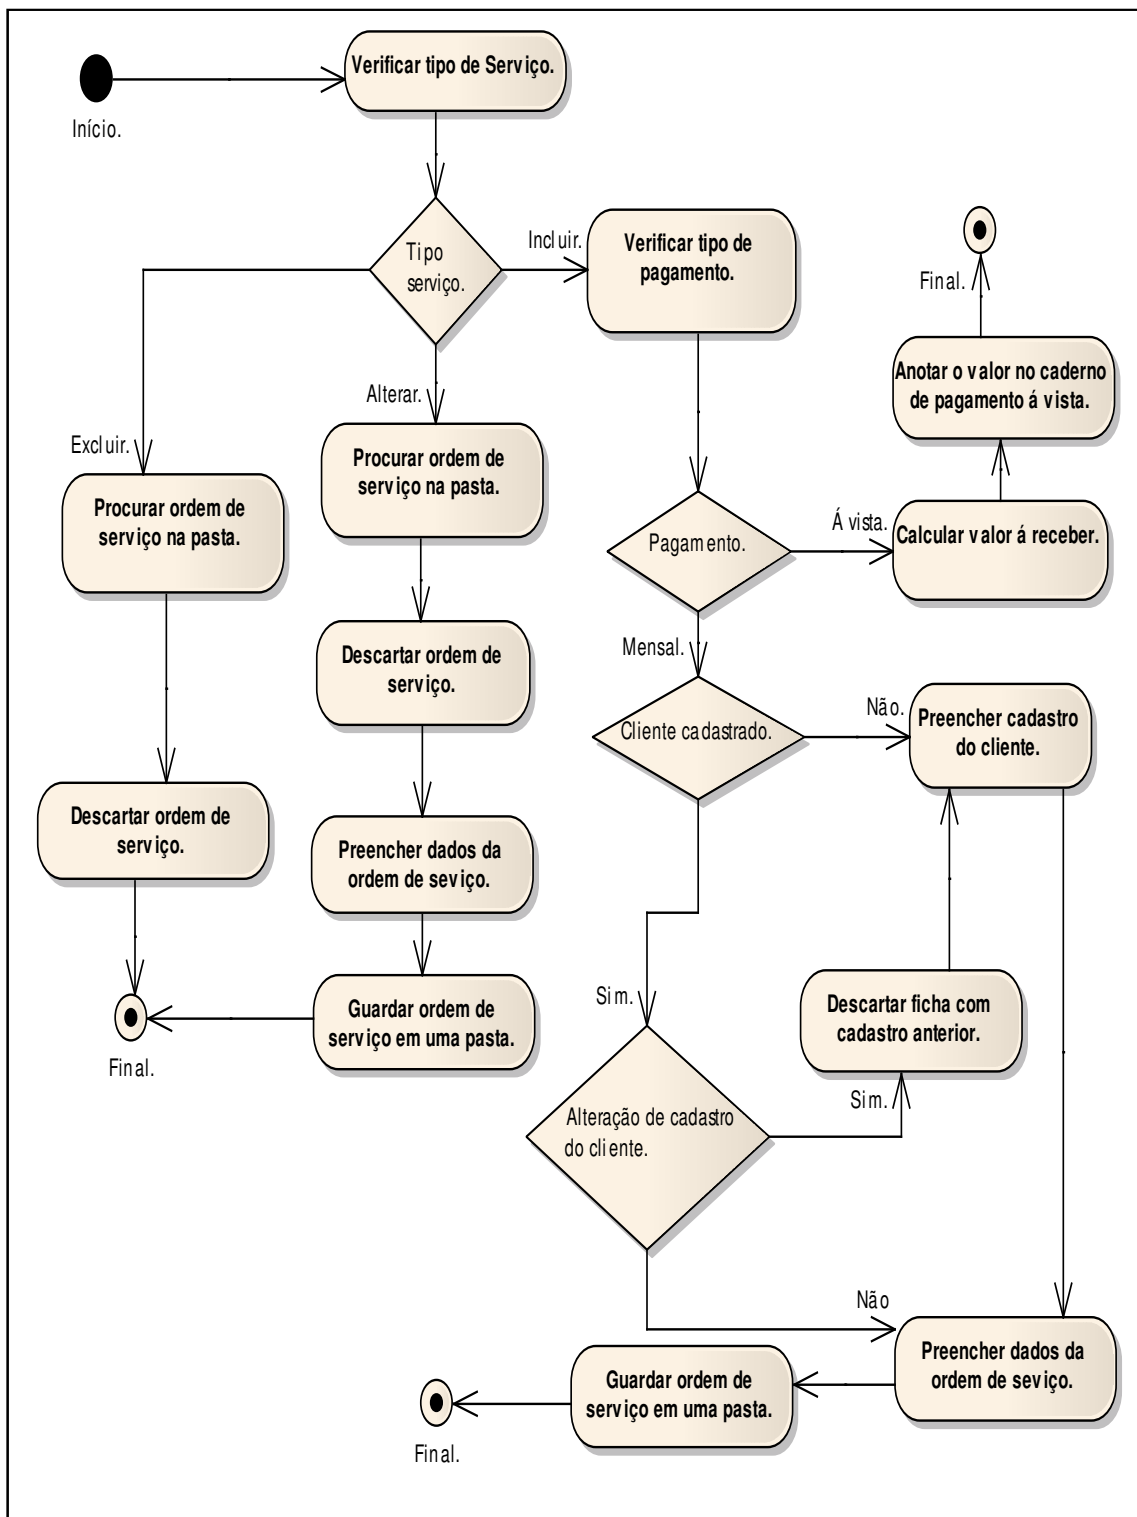 Verificar tipo de Serviço.
Início.
Tipo
serviço.
Incluir.
Verificar tipo de
pagamento.
Final.
Anotar o valor no caderno
de pagamento á vista.
Alterar.
Excluir.
Procurar ordem de
serviço na pasta.
Procurar ordem de
serviço na pasta.
Pagamento.
Á vista.
Calcular valor á receber.
Descartar ordem de
serviço.
Mensal.
Cliente cadastrado.
Não.
Preencher cadastro
do cliente.
Descartar ordem de
serviço.
Preencher dados da
ordem de seviço.
Sim.
Guardar ordem de
serviço em uma pasta.
Final.
Descartar ficha com
cadastro anterior.
Sim.
Alteração de cadastro
do cliente.
Não
Preencher dados da
ordem de seviço.
Guardar ordem de
serviço em uma pasta.
Final.